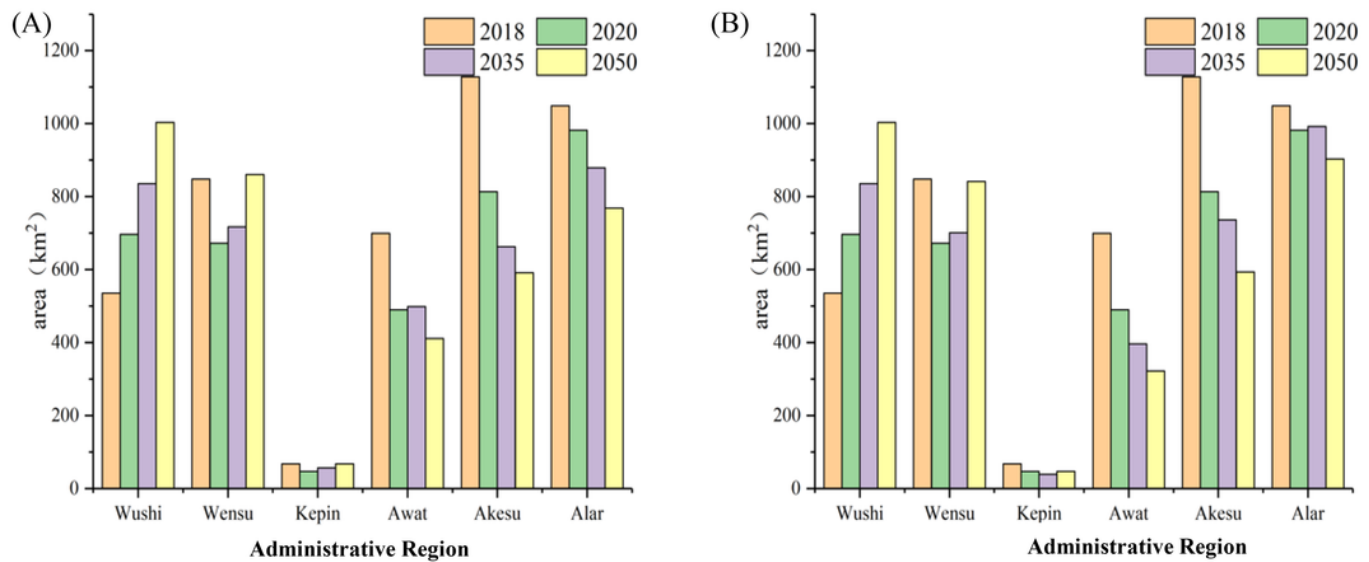 (A)
2018 2020
2035 2050
1200
1000
800
600
400
200
0
area（km²）
Wushi Wensu Kepin Awat Akesu Alar
Administrative Region
(B)
2018 2020
2035 2050
1200
1000
800
600
400
200
0
area（km²）
Wushi Wensu Kepin Awat Akesu Alar
Administrative Region